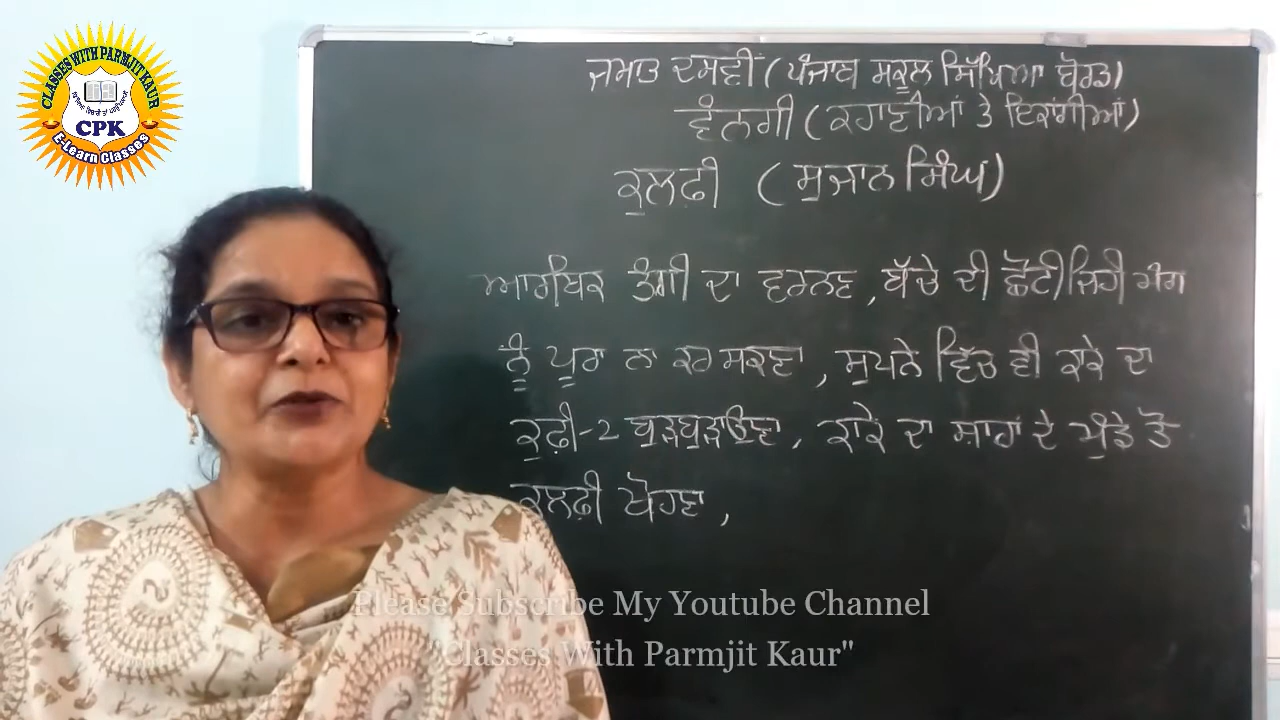 CLASSES WITH PARMJIT KAUR
CPK
E-Learn Classes
ਜਮਾਤ ਦਸਵੀਂ (ਪੰਜਾਬ ਸਕੂਲ ਸਿੱਖਿਆ ਬੋਰਡ)
ਵੰਨਗੀ (ਕਹਾਣੀਆਂ ਤੇ ਇਕਾਂਗੀਆਂ)
ਕੁਲਫ਼ੀ (ਸੁਜਾਨ ਸਿੰਘ)
ਆਰਥਿਕ ਤੰਗੀ ਦਾ ਵਰਨਣ, ਬੱਚੇ ਦੀ ਛੋਟੀ ਜਿਹੀ ਮੰਗ
ਨੂੰ ਪੂਰਾ ਨਾ ਕਰ ਸਕਣਾ, ਸੁਪਨੇ ਵਿੱਚ ਵੀ ਕਾਕੇ ਦਾ
ਕੁਫ਼ੀ-2 ਬੁੜਬੁੜਾਉਣਾ, ਕਾਕੇ ਦਾ ਸ਼ਾਹਾਂ ਦੇ ਮੁੰਡੇ ਤੋਂ
ਕੁਲਫ਼ੀ ਖੋਹਣਾ,
Please Subscribe My Youtube Channel
"Classes With Parmjit Kaur"